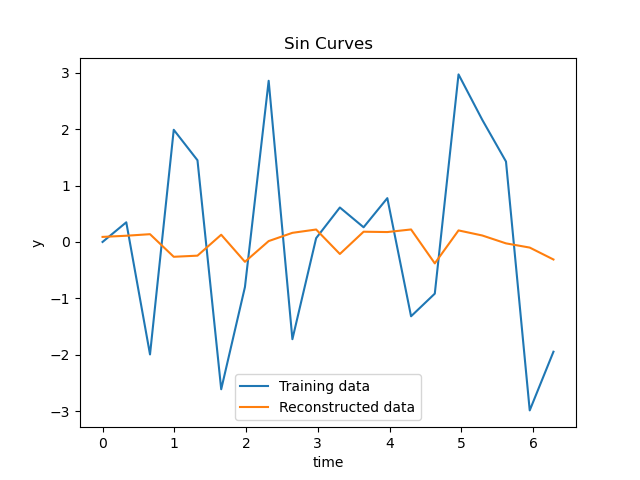 Sin Curves
3
2
1
0
−1
−2
−3
y
Training data
Reconstructed data
0 1 2 3 4 5 6
time